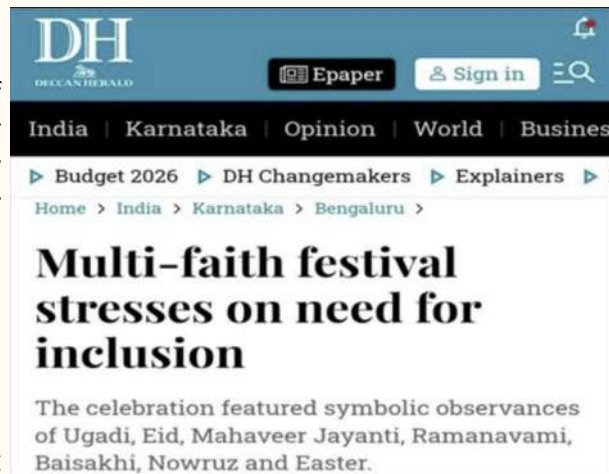 DH
DECCAN HERALD
Epaper
Sign in
India | Karnataka | Opinion | World | Busines
Budget 2026 DH Changemakers Explainers
Home > India > Karnataka > Bengaluru >
Multi-faith festival
stresses on need for
inclusion
The celebration featured symbolic observances
of Ugadi, Eid, Mahaveer Jayanti, Ramanavami,
Baisakhi, Nowruz and Easter.